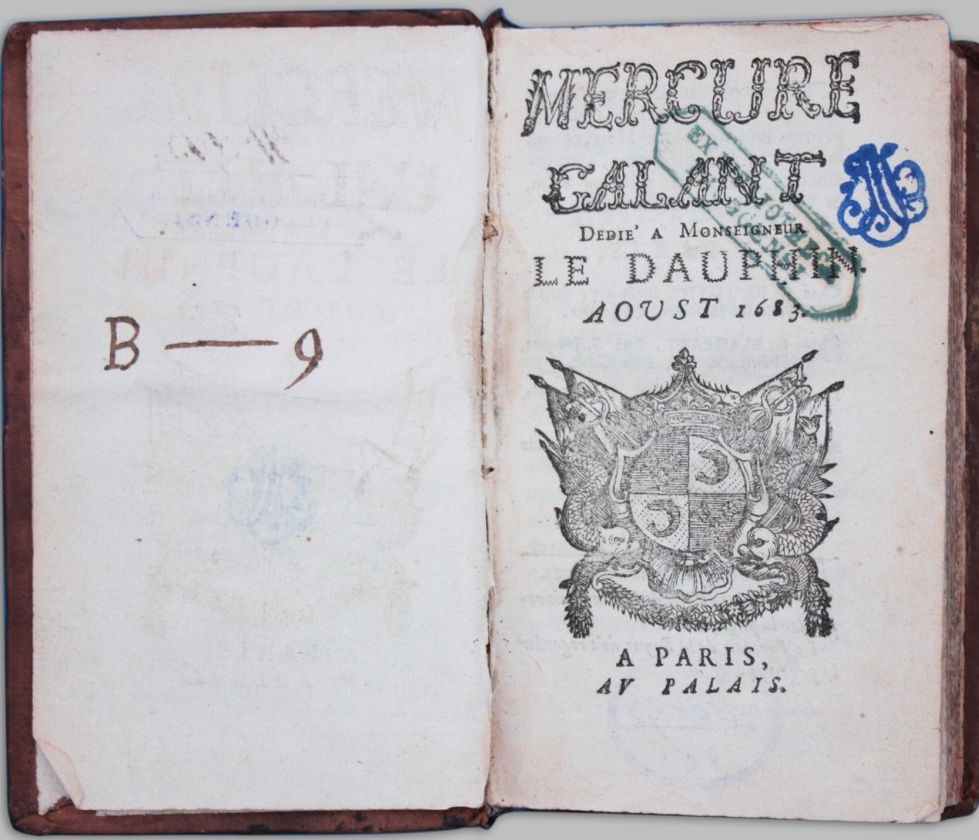 B — 9
MERCURE
GALANT
DEDIE' A MONSEIGNEUR
LE DAUPHIN.
AOUST 1683.
A PARIS,
AV PALAIS.